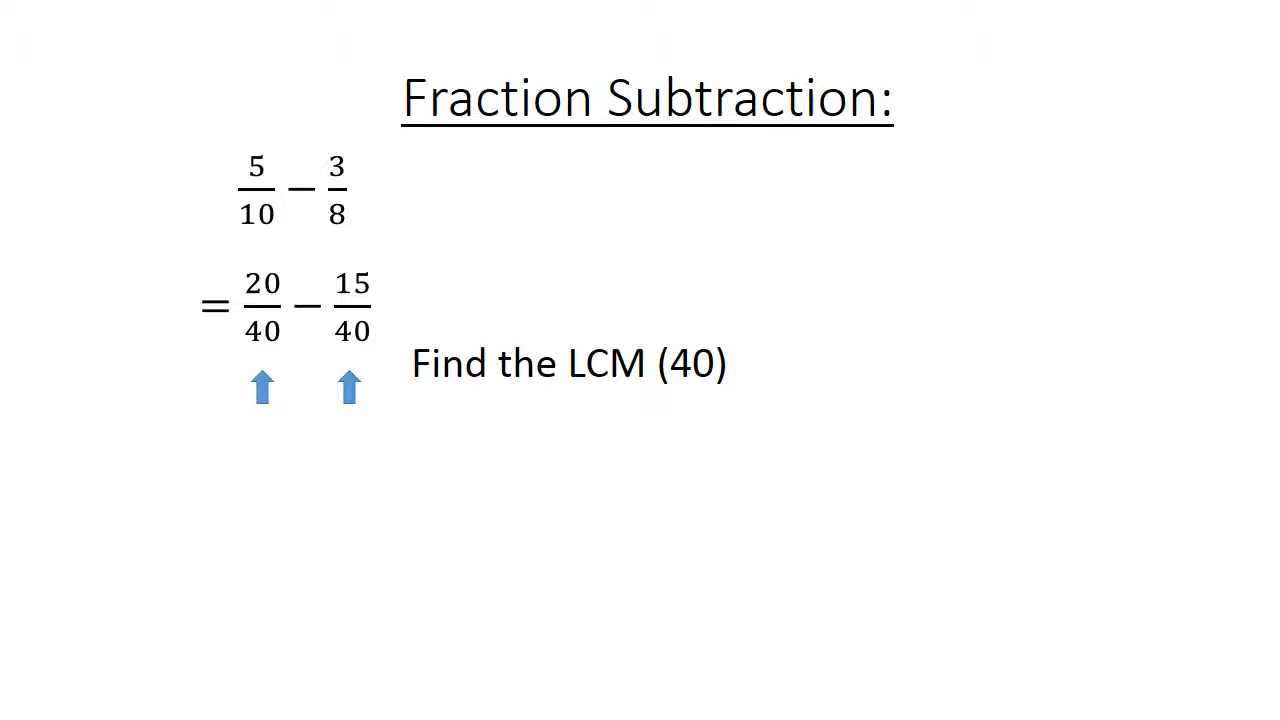 Fraction Subtraction:
5/10 − 3/8
= 20/40 − 15/40
Find the LCM (40)